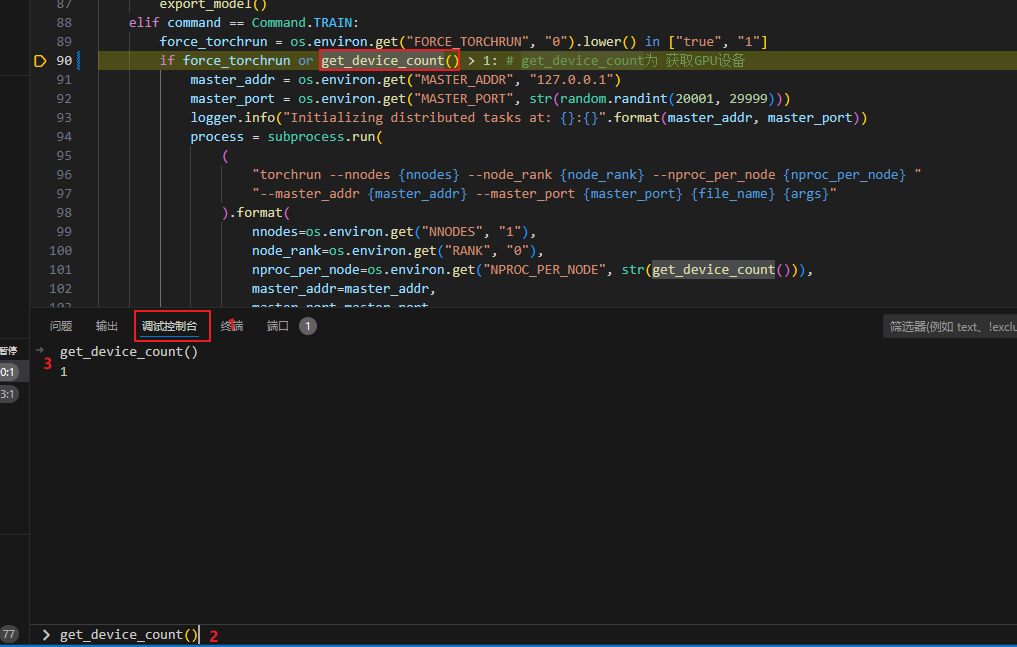 87 export_model()
88 elif command == Command.TRAIN:
89 force_torchrun = os.environ.get("FORCE_TORCHRUN", "0").lower() in ["true", "1"]
90 if force_torchrun or get_device_count() > 1: # get_device_count为 获取GPU设备
91 master_addr = os.environ.get("MASTER_ADDR", "127.0.0.1")
92 master_port = os.environ.get("MASTER_PORT", str(random.randint(20001, 29999)))
93 logger.info("Initializing distributed tasks at: {}:{}".format(master_addr, master_port))
94 process = subprocess.run(
95 (
96 "torchrun --nnodes {nnodes} --node_rank {node_rank} --nproc_per_node {nproc_per_node} "
97 "--master_addr {master_addr} --master_port {master_port} {file_name} {args}"
98 ).format(
99 nnodes=os.environ.get("NNODES", "1"),
100 node_rank=os.environ.get("RANK", "0"),
101 nproc_per_node=os.environ.get("NPROC_PER_NODE", str(get_device_count())),
102 master_addr=master_addr,
103 master_port=master_port,
问题 输出 调试控制台 终端 端口 1 筛选器(例如 text、!exclu
暂停
get_device_count()
3
0:1
1
3:1
77
get_device_count() 2